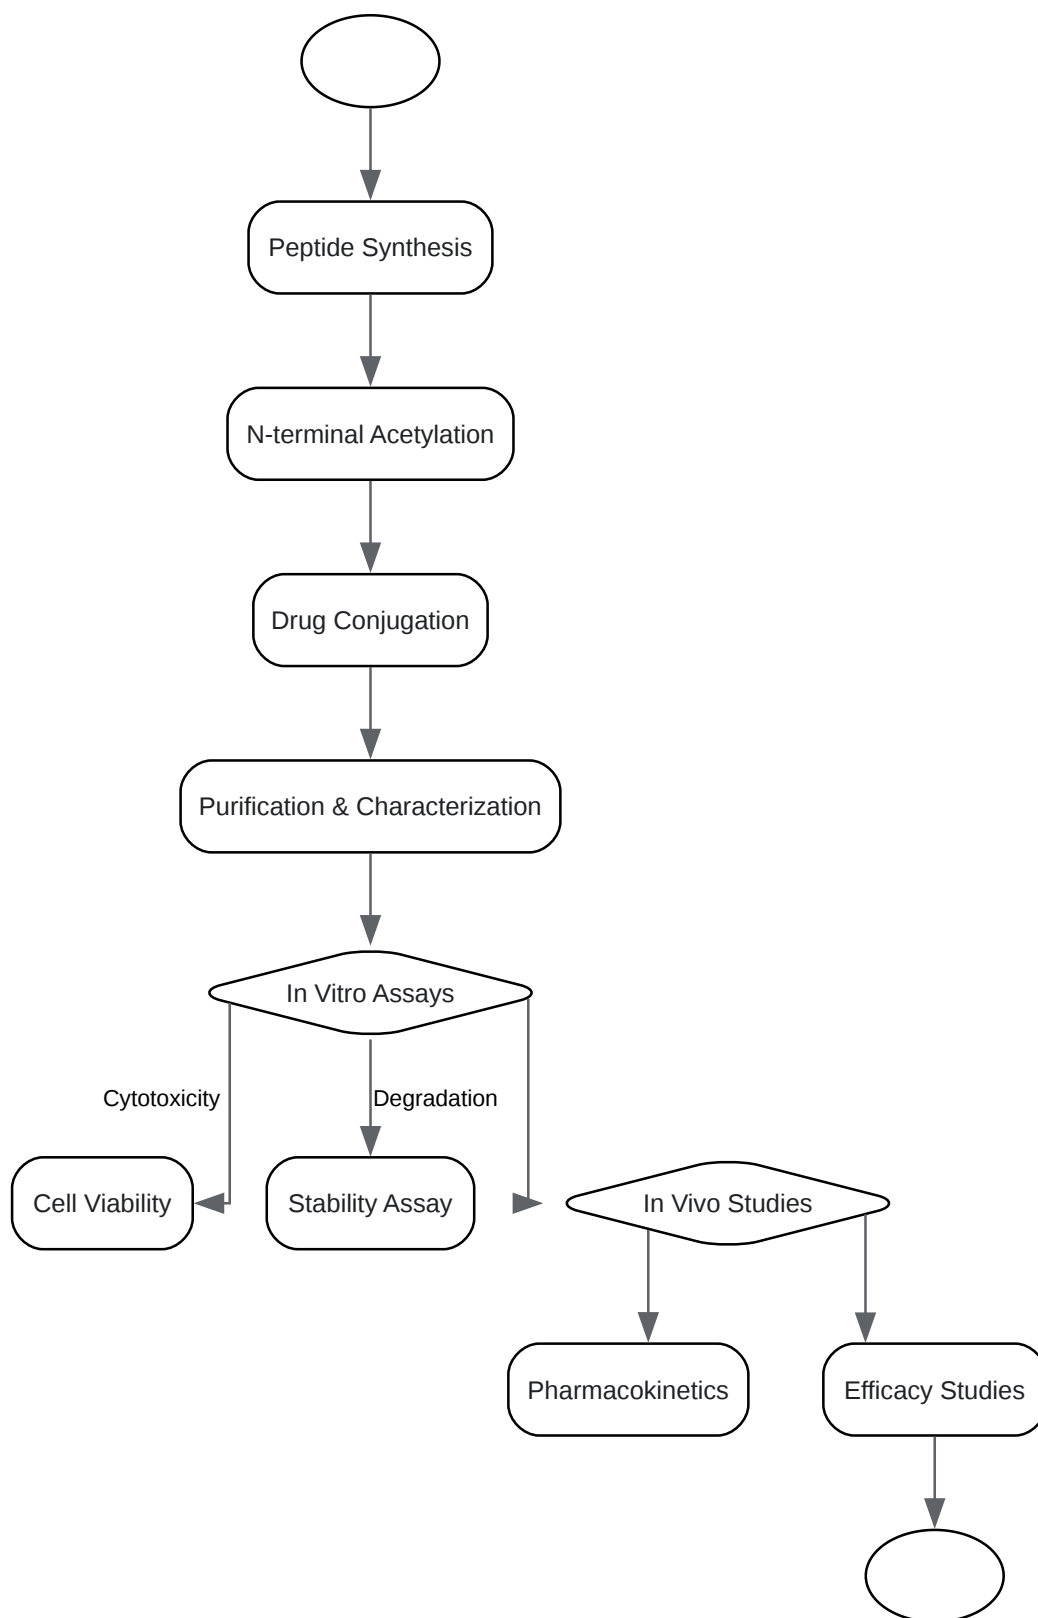 Peptide Synthesis
N-terminal Acetylation
Drug Conjugation
Purification & Characterization
In Vitro Assays
Cytotoxicity
Degradation
Cell Viability
Stability Assay
In Vivo Studies
Pharmacokinetics
Efficacy Studies